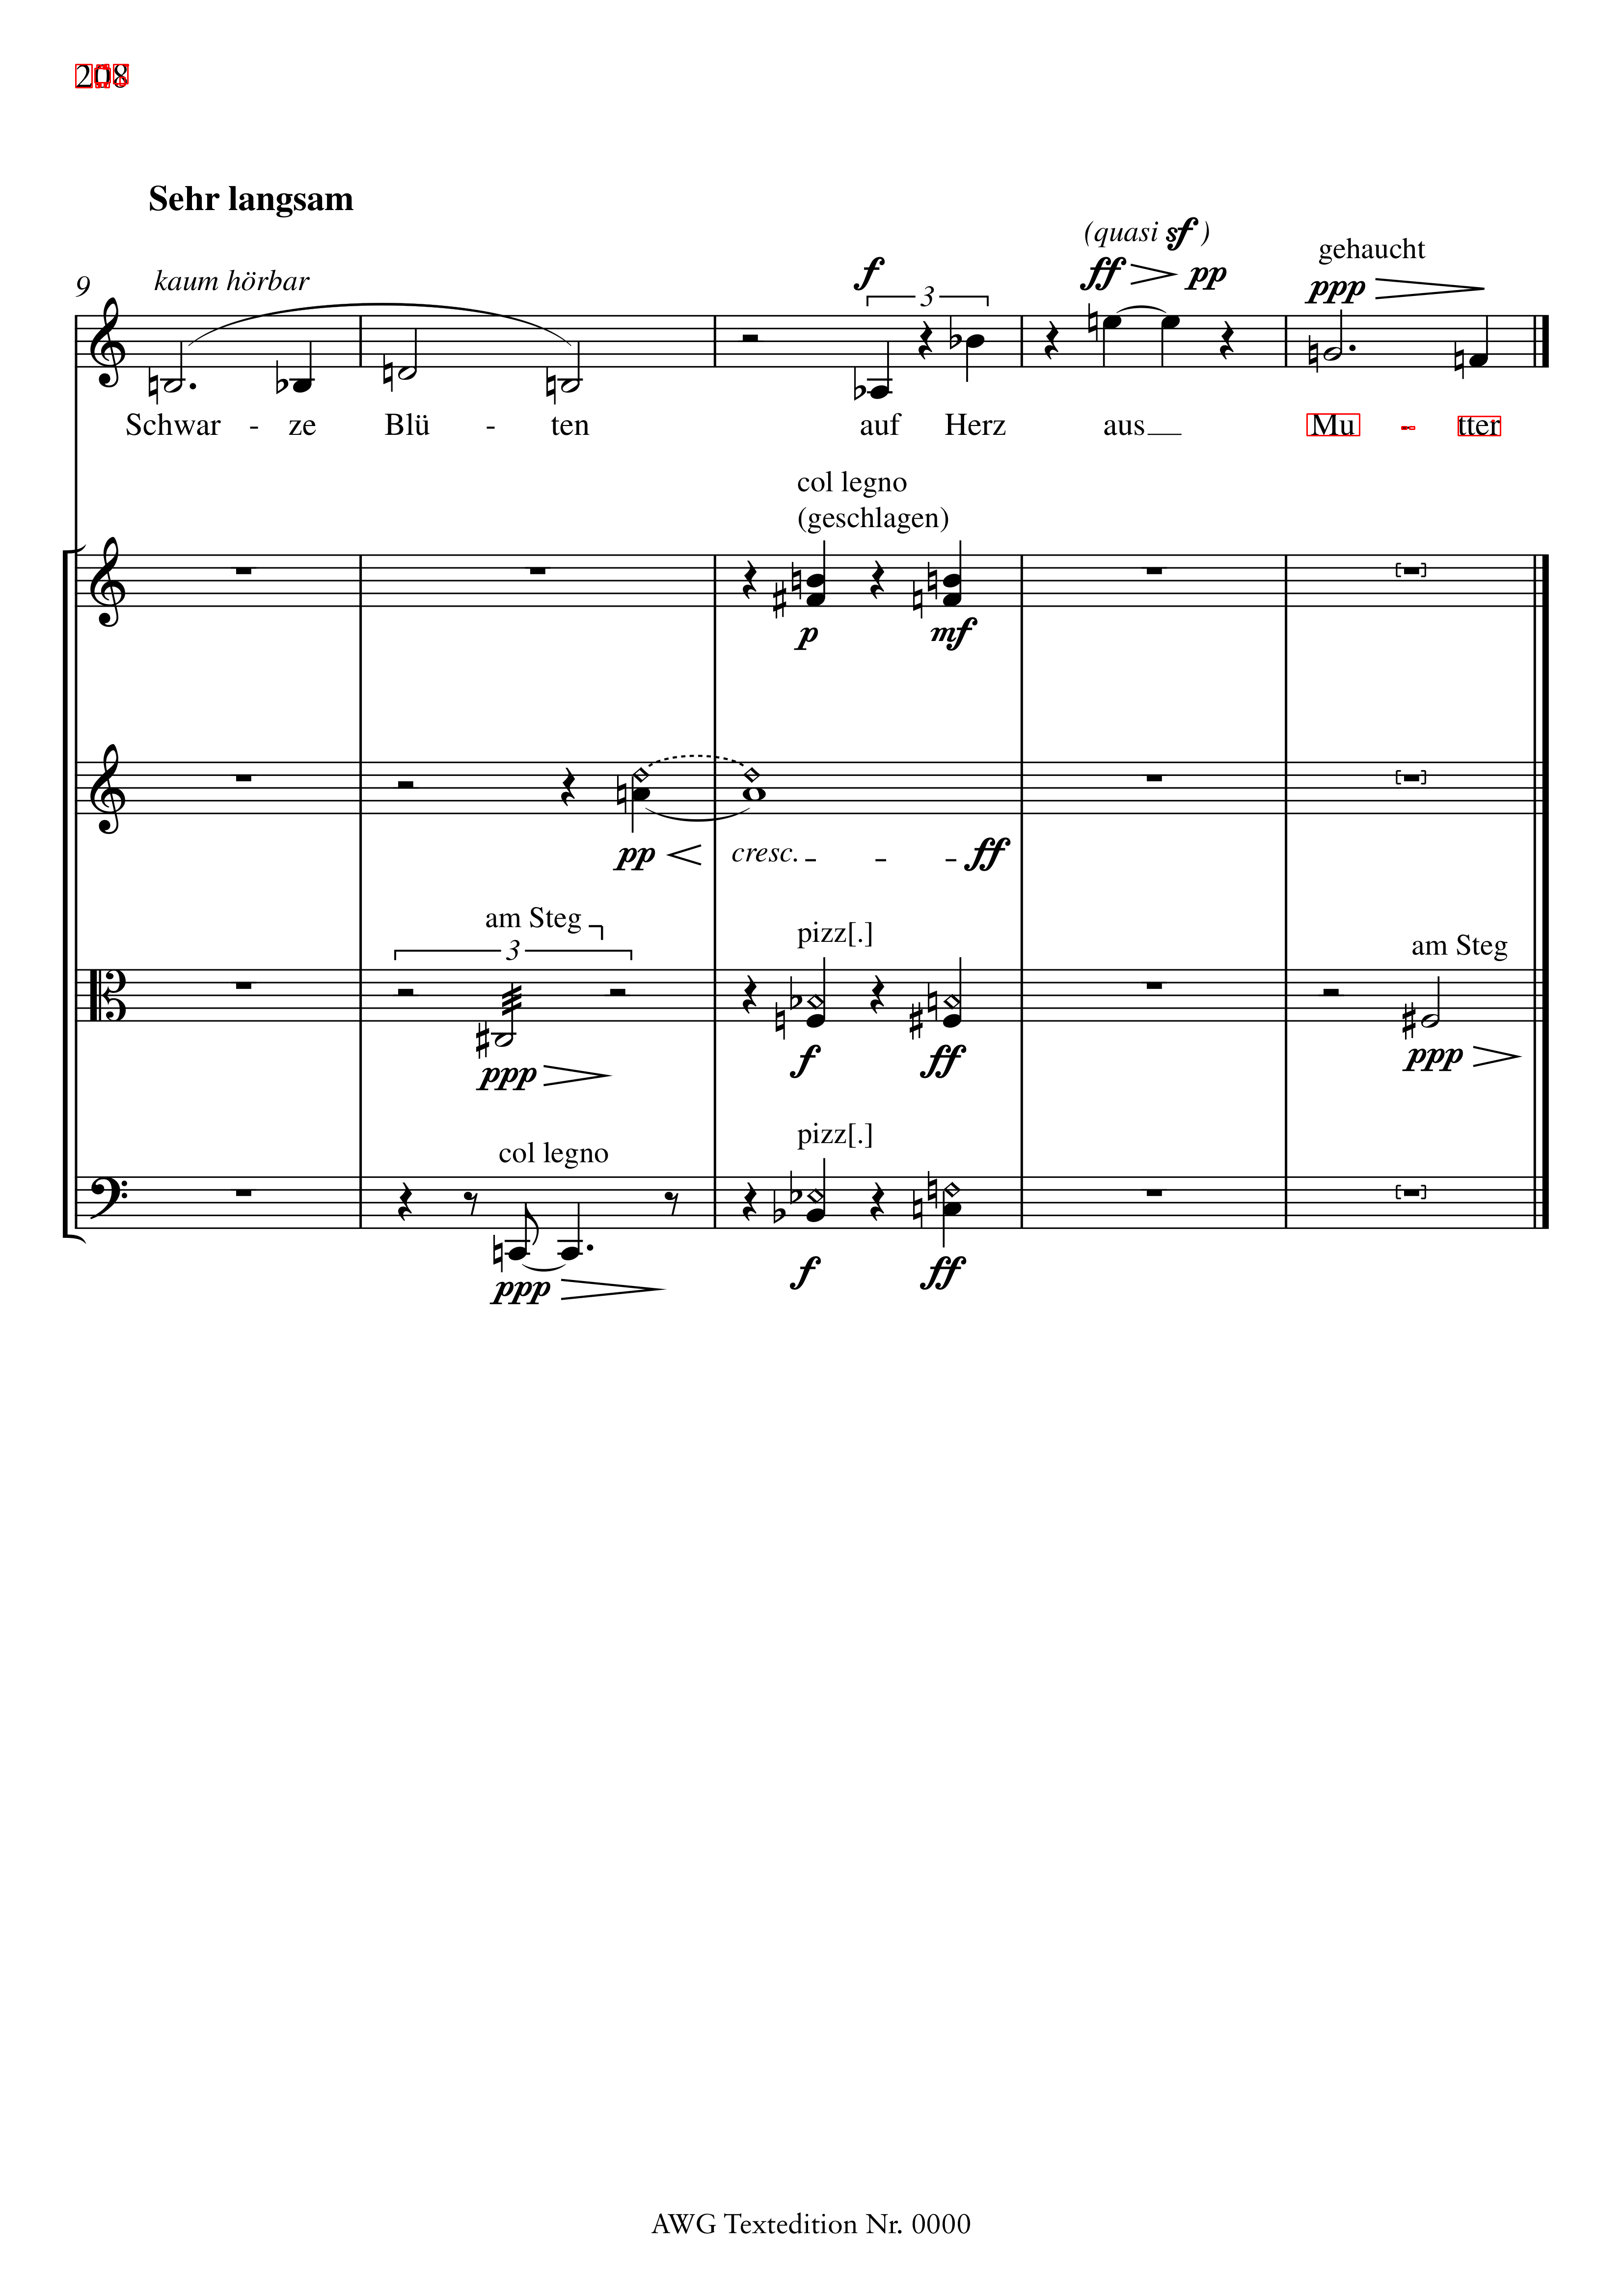 208
Sehr langsam
(quasi sf)
gehaucht
9 kaum hörbar f ff pp ppp
3
Schwar - ze Blü - ten auf Herz aus Mu - tter
col legno
(geschlagen)
p mf
pp cresc. ff
am Steg pizz[.] am Steg
3
ppp f ff ppp
col legno pizz[.]
ppp f ff
AWG Textedition Nr. 0000